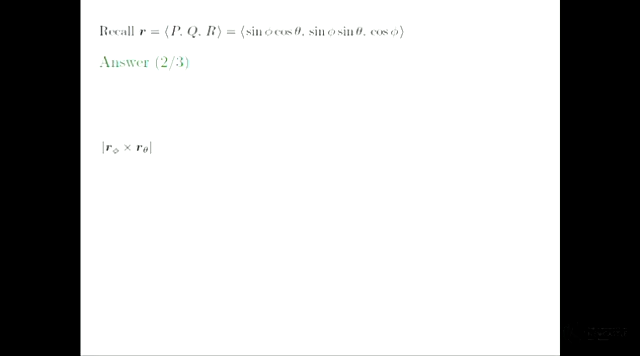 Recall r = ⟨P, Q, R⟩ = ⟨sin ϕ cos θ, sin ϕ sin θ, cos ϕ⟩
Answer (2/3)
|r_ϕ × r_θ|